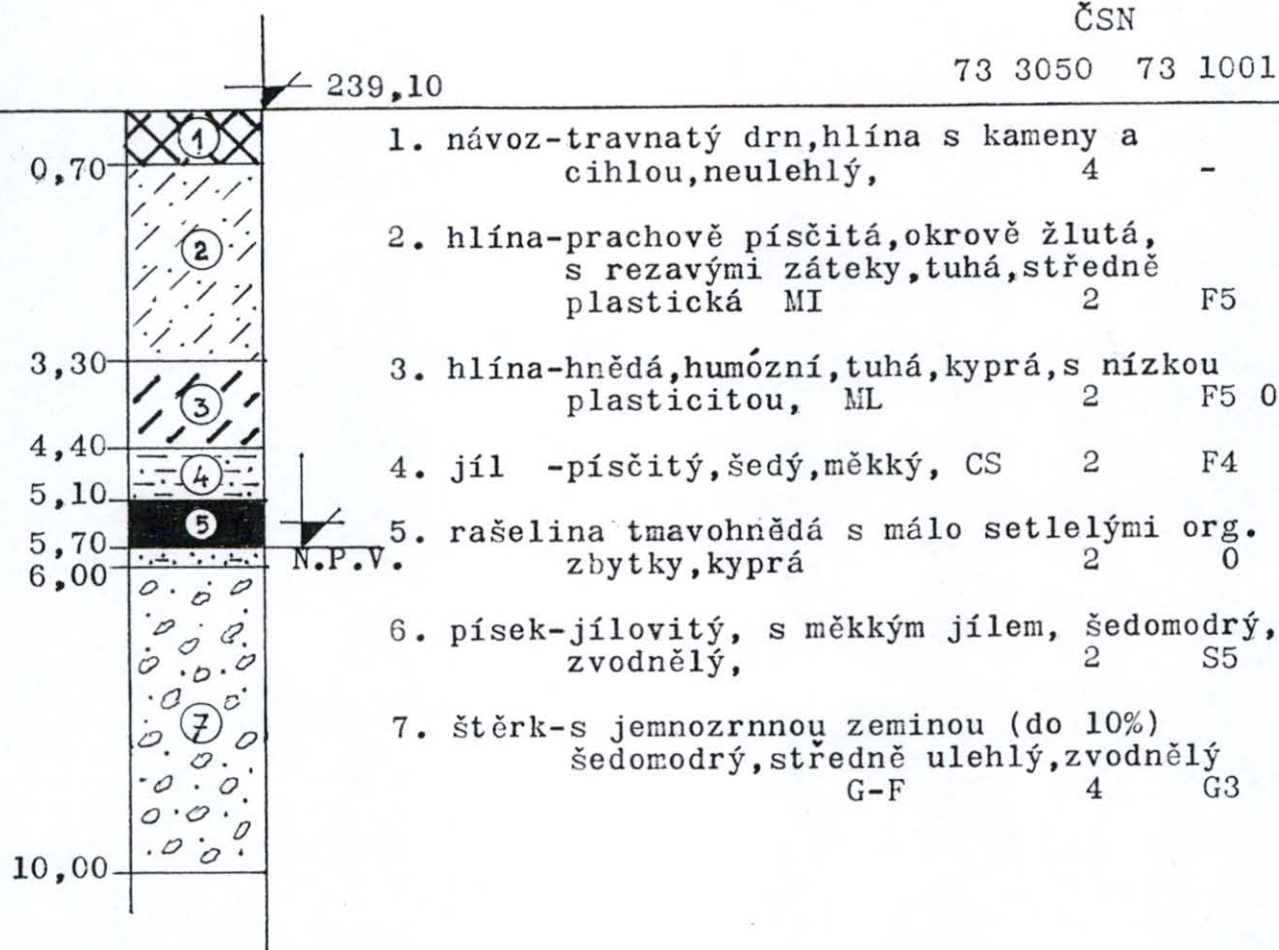 ČSN
73 3050 73 1001
239,10
1
1. návoz-travnatý drn,hlína s kameny a
0,70
cihlou,neulehlý, 4 -
2
2. hlína-prachově písčitá,okrově žlutá,
s rezavými záteky,tuhá,středně
plastická MI 2 F5
3,30
3
3. hlína-hnědá,humózní,tuhá,kyprá,s nízkou
plasticitou, ML 2 F5 O
4,40
4
4. jíl -písčitý,šedý,měkký, CS 2 F4
5,10
5
5. rašelina tmavohnědá s málo setlelými org.
5,70
N.P.V.
zbytky,kyprá 2 O
6,00
6. písek-jílovitý, s měkkým jílem, šedomodrý,
zvodnělý, 2 S5
7
7. štěrk-s jemnozrnnou zeminou (do 10%)
šedomodrý,středně ulehlý,zvodnělý
G-F 4 G3
10,00